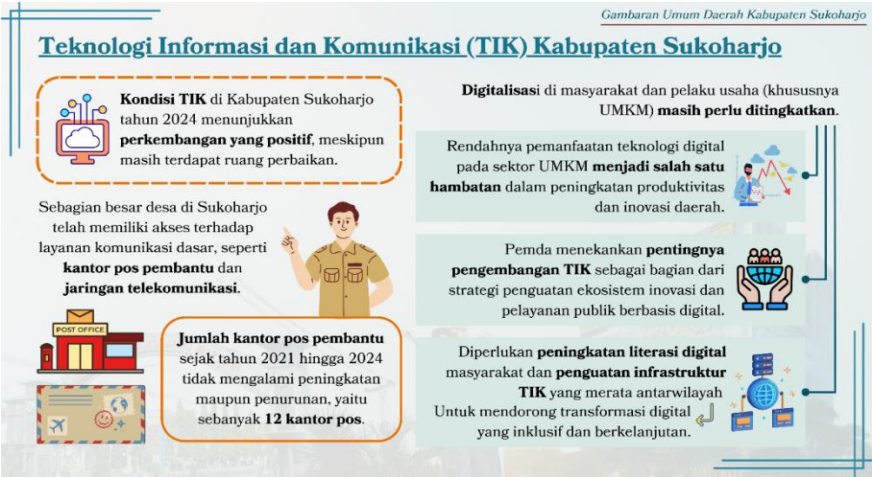 Gambaran Umum Daerah Kabupaten Sukoharjo
Teknologi Informasi dan Komunikasi (TIK) Kabupaten Sukoharjo
Kondisi TIK di Kabupaten Sukoharjo
tahun 2024 menunjukkan
perkembangan yang positif, meskipun
masih terdapat ruang perbaikan.
Sebagian besar desa di Sukoharjo
telah memiliki akses terhadap
layanan komunikasi dasar, seperti
kantor pos pembantu dan
jaringan telekomunikasi.
POST OFFICE
Jumlah kantor pos pembantu
sejak tahun 2021 hingga 2024
tidak mengalami peningkatan
maupun penurunan, yaitu
sebanyak 12 kantor pos.
Digitalisasi di masyarakat dan pelaku usaha (khususnya
UMKM) masih perlu ditingkatkan.
Rendahnya pemanfaatan teknologi digital
pada sektor UMKM menjadi salah satu
hambatan dalam peningkatan produktivitas
dan inovasi daerah.
Pemda menekankan pentingnya
pengembangan TIK sebagai bagian dari
strategi penguatan ekosistem inovasi dan
pelayanan publik berbasis digital.
Diperlukan peningkatan literasi digital
masyarakat dan penguatan infrastruktur
TIK yang merata antarwilayah
Untuk mendorong transformasi digital
yang inklusif dan berkelanjutan.